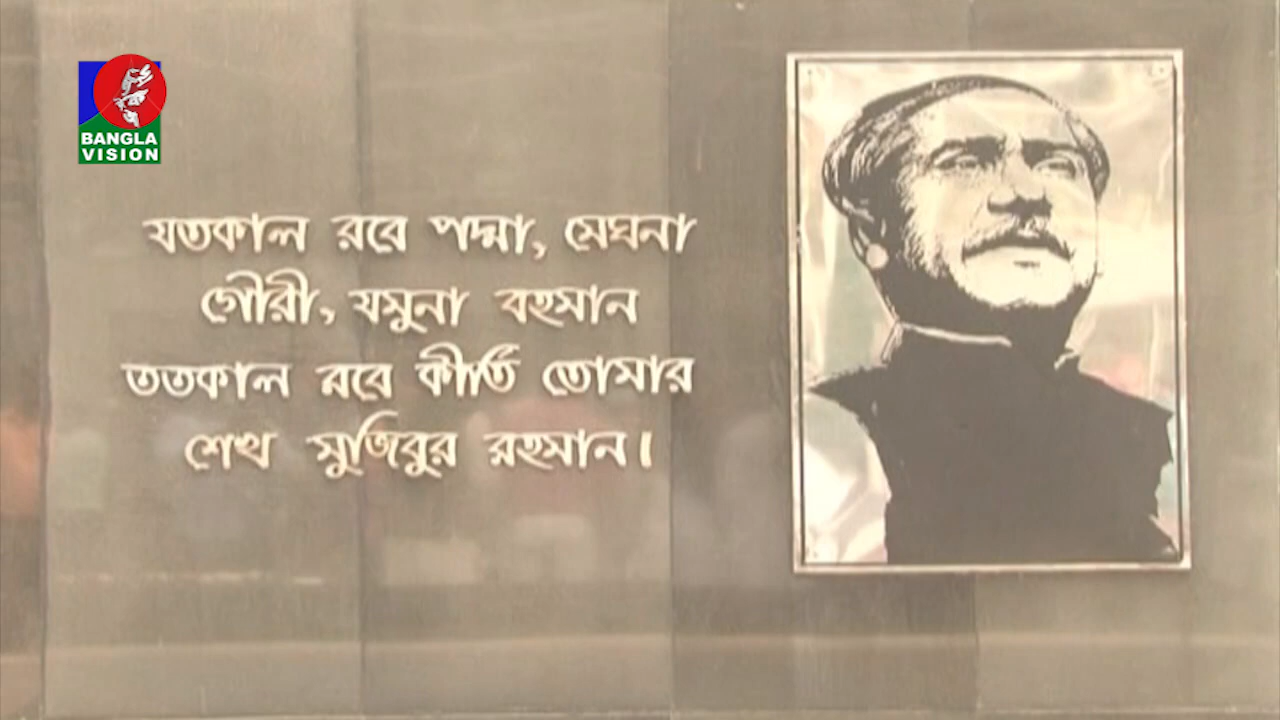 BANGLA
VISION
যতকাল রবে পদ্মা, মেঘনা
গৌরী, যমুনা বহমান
ততকাল রবে কীর্তি তোমার
শেখ মুজিবুর রহমান।